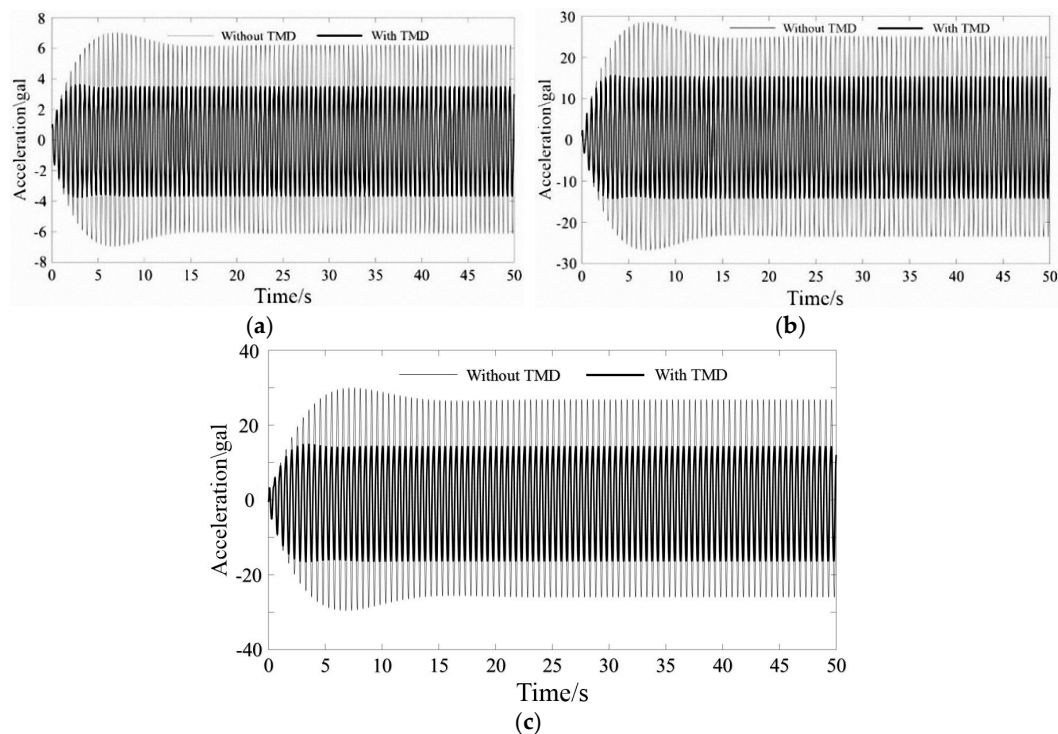 8
6
4
2
0
-2
-4
-6
-8
Acceleration\gal
Without TMD With TMD
0 5 10 15 20 25 30 35 40 45 50
Time/s
(a)
30
20
10
0
-10
-20
-30
Acceleration\gal
Without TMD With TMD
0 5 10 15 20 25 30 35 40 45 50
Time/s
(b)
40
20
0
-20
-40
Acceleration\gal
Without TMD With TMD
0 5 10 15 20 25 30 35 40 45 50
Time/s
(c)